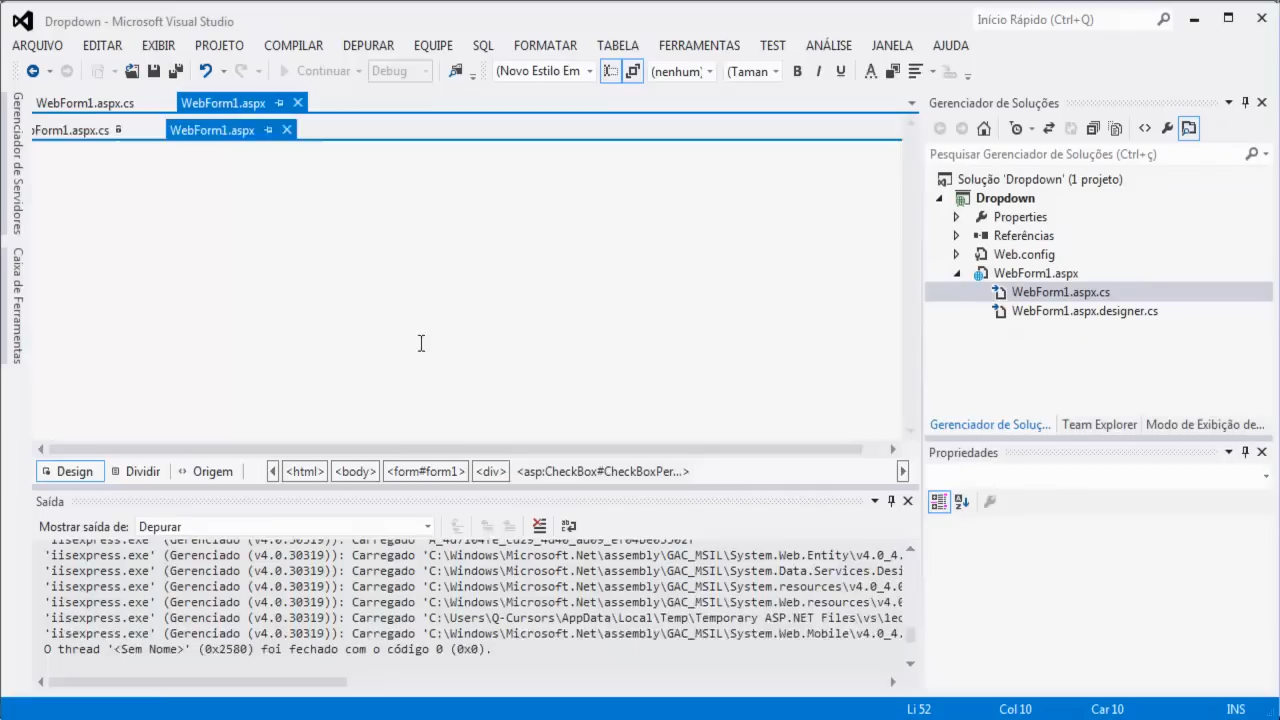 Dropdown - Microsoft Visual Studio
Início Rápido (Ctrl+Q)
ARQUIVO EDITAR EXIBIR PROJETO COMPILAR DEPURAR EQUIPE SQL FORMATAR TABELA FERRAMENTAS TEST ANÁLISE JANELA AJUDA
Continuar Debug (Novo Estilo Em (nenhum) (Taman B I U A
WebForm1.aspx.cs WebForm1.aspx
Form1.aspx.cs WebForm1.aspx
Gerenciador de Servidores
Caixa de Ferramentas
Design Dividir Origem <html> <body> <form#form1> <div> <asp:CheckBox#CheckBoxPer...>
Saída
Mostrar saída de: Depurar
'iisexpress.exe' (Gerenciado (v4.0.30319)): Carregado
'iisexpress.exe' (Gerenciado (v4.0.30319)): Carregado 'C:\Windows\Microsoft.Net\assembly\GAC_MSIL\System.Web.Entity\v4.0_4.
'iisexpress.exe' (Gerenciado (v4.0.30319)): Carregado 'C:\Windows\Microsoft.Net\assembly\GAC_MSIL\System.Data.Services.Desi
'iisexpress.exe' (Gerenciado (v4.0.30319)): Carregado 'C:\Windows\Microsoft.Net\assembly\GAC_MSIL\System.resources\v4.0_4.0
'iisexpress.exe' (Gerenciado (v4.0.30319)): Carregado 'C:\Windows\Microsoft.Net\assembly\GAC_MSIL\System.Web.resources\v4.0
'iisexpress.exe' (Gerenciado (v4.0.30319)): Carregado 'C:\Users\Q-Cursors\AppData\Local\Temp\Temporary ASP.NET Files\vs\lec
'iisexpress.exe' (Gerenciado (v4.0.30319)): Carregado 'C:\Windows\Microsoft.Net\assembly\GAC_MSIL\System.Web.Mobile\v4.0_4.
O thread '<Sem Nome>' (0x2580) foi fechado com o código 0 (0x0).
Gerenciador de Soluções
Pesquisar Gerenciador de Soluções (Ctrl+ç)
Solução 'Dropdown' (1 projeto)
Dropdown
Properties
Referências
Web.config
WebForm1.aspx
WebForm1.aspx.cs
WebForm1.aspx.designer.cs
Gerenciador de Soluç... Team Explorer Modo de Exibição de...
Propriedades
Li 52 Col 10 Car 10 INS